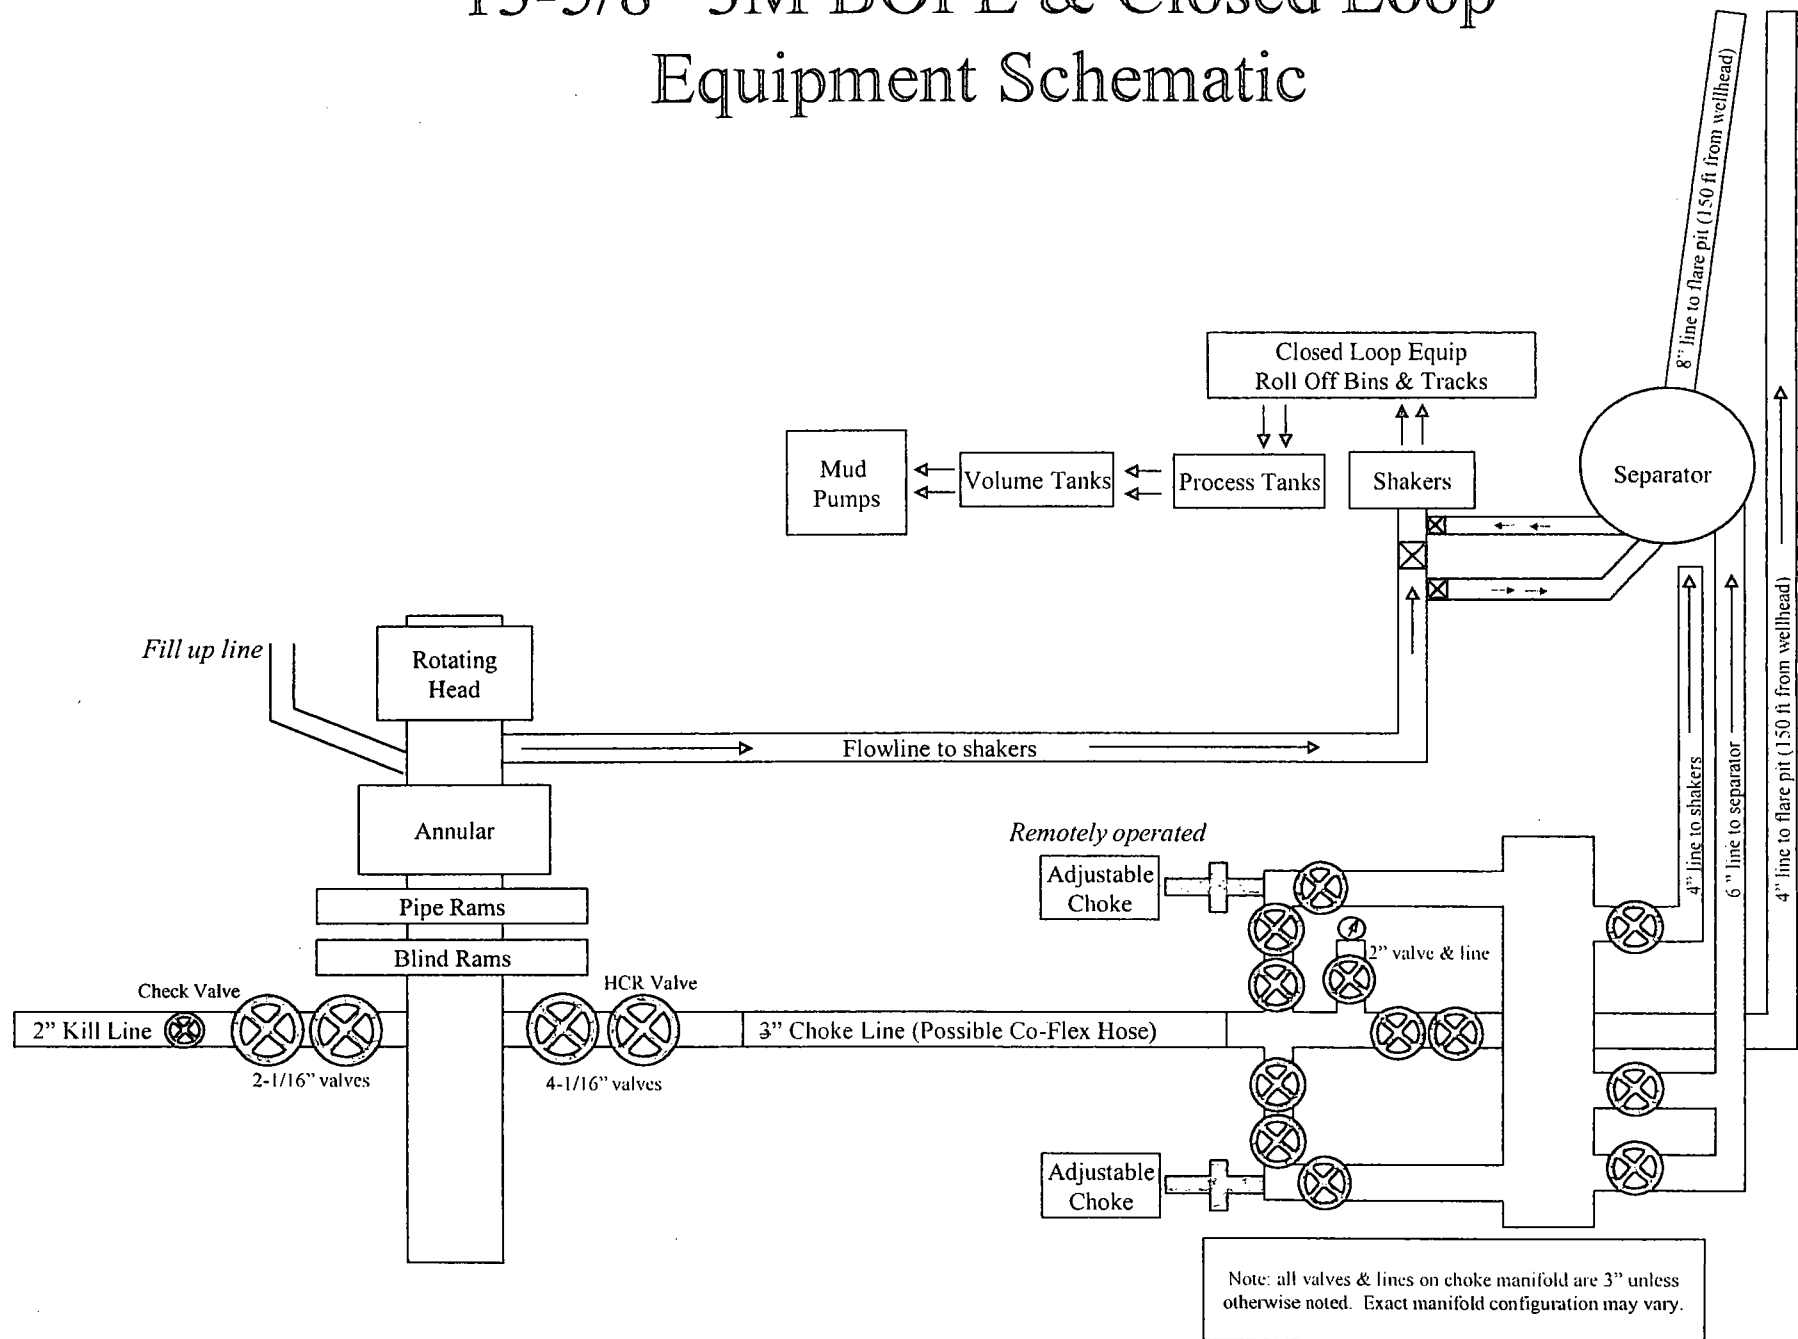 Equipment Schematic
8” line to flare pit (150 ft from wellhead)
Closed Loop Equip
Roll Off Bins & Tracks
Mud
Pumps
Volume Tanks
Process Tanks
Shakers
Separator
Fill up line
Rotating
Head
Flowline to shakers
Annular
Pipe Rams
Blind Rams
Remotely operated
Adjustable
Choke
2” valve & line
4” line to shakers
6 ” line to separator
4” line to flare pit (150 ft from wellhead)
Check Valve
HCR Valve
2” Kill Line
3” Choke Line (Possible Co-Flex Hose)
2-1/16” valves
4-1/16” valves
Adjustable
Choke
Note: all valves & lines on choke manifold are 3” unless
otherwise noted.  Exact manifold configuration may vary.